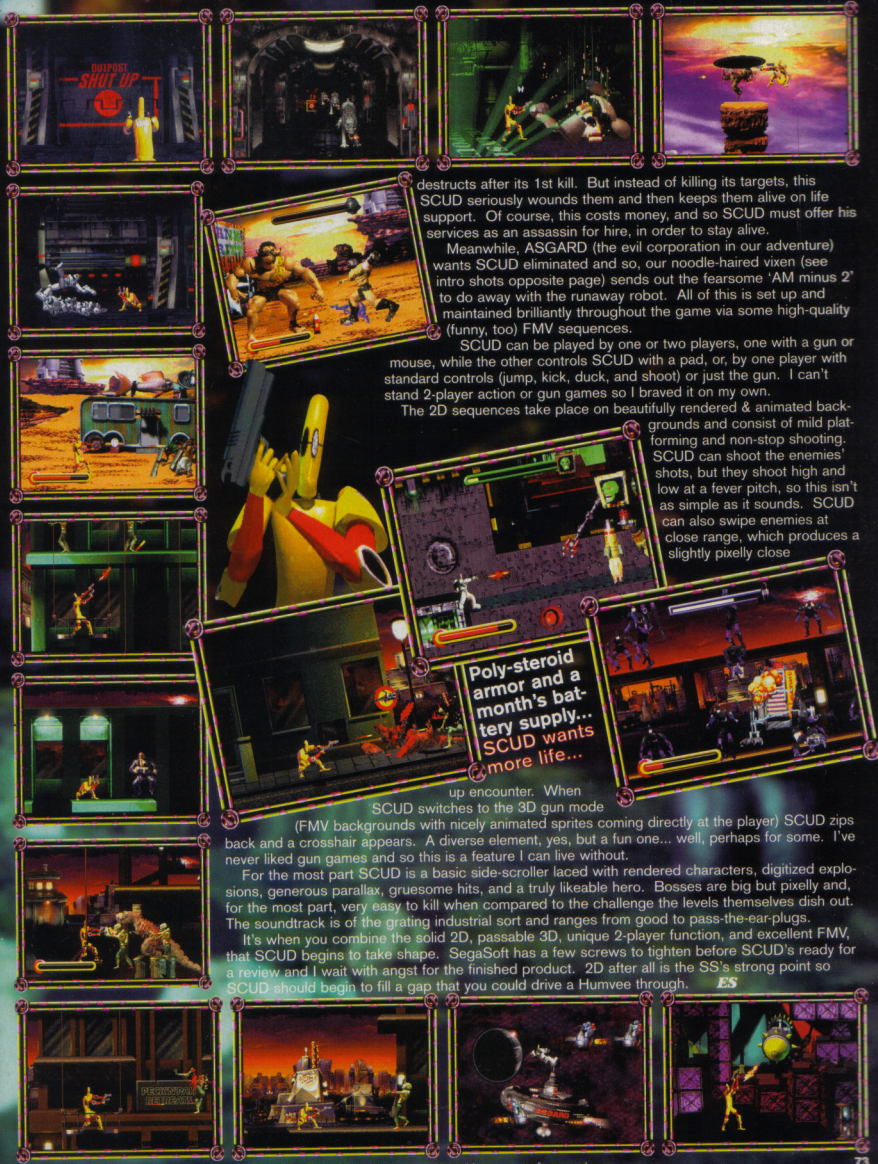 OUTPOST
SHUT UP
destructs after its 1st kill. But instead of killing its targets, this
SCUD seriously wounds them and then keeps them alive on life
support. Of course, this costs money, and so SCUD must offer his
services as an assassin for hire, in order to stay alive.
Meanwhile, ASGARD (the evil corporation in our adventure)
wants SCUD eliminated and so, our noodle-haired vixen (see
intro shots opposite page) sends out the fearsome ‘AM minus 2’
to do away with the runaway robot. All of this is set up and
maintained brilliantly throughout the game via some high-quality
(funny, too) FMV sequences.
SCUD can be played by one or two players, one with a gun or
mouse, while the other controls SCUD with a pad, or, by one player with
standard controls (jump, kick, duck, and shoot) or just the gun. I can't
stand 2-player action or gun games so I braved it on my own.
The 2D sequences take place on beautifully rendered & animated back-
grounds and consist of mild plat-
forming and non-stop shooting.
SCUD can shoot the enemies'
shots, but they shoot high and
low at a fever pitch, so this isn't
as simple as it sounds. SCUD
can also swipe enemies at
close range, which produces a
slightly pixelly close
Poly-steroid
armor and a
month's bat-
tery supply...
SCUD wants
more life...
up encounter. When
SCUD switches to the 3D gun mode
(FMV backgrounds with nicely animated sprites coming directly at the player) SCUD zips
back and a crosshair appears. A diverse element, yes, but a fun one... well, perhaps for some. I've
never liked gun games and so this is a feature I can live without.
For the most part SCUD is a basic side-scroller laced with rendered characters, digitized explo-
sions, generous parallax, gruesome hits, and a truly likeable hero. Bosses are big but pixelly and,
for the most part, very easy to kill when compared to the challenge the levels themselves dish out.
The soundtrack is of the grating industrial sort and ranges from good to pass-the-ear-plugs.
It's when you combine the solid 2D, passable 3D, unique 2-player function, and excellent FMV,
that SCUD begins to take shape. SegaSoft has a few screws to tighten before SCUD's ready for
a review and I wait with angst for the finished product. 2D after all is the SS's strong point so
SCUD should begin to fill a gap that you could drive a Humvee through. ES
ASGARD
73